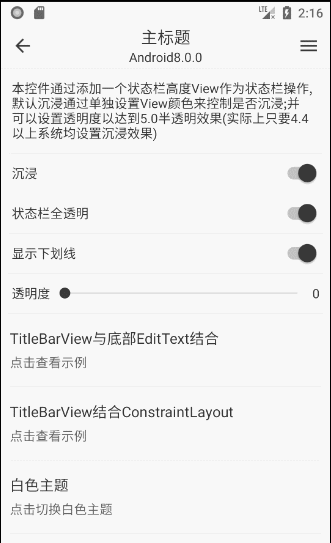 LTE 2:16
主标题
Android8.0.0
本控件通过添加一个状态栏高度View作为状态栏操作,
默认沉浸通过单独设置View颜色来控制是否沉浸;并
可以设置透明度以达到5.0半透明效果(实际上只要4.4
以上系统均设置沉浸效果)
沉浸
状态栏全透明
显示下划线
透明度 0
TitleBarView与底部EditText结合
点击查看示例
TitleBarView结合ConstraintLayout
点击查看示例
白色主题
点击切换白色主题